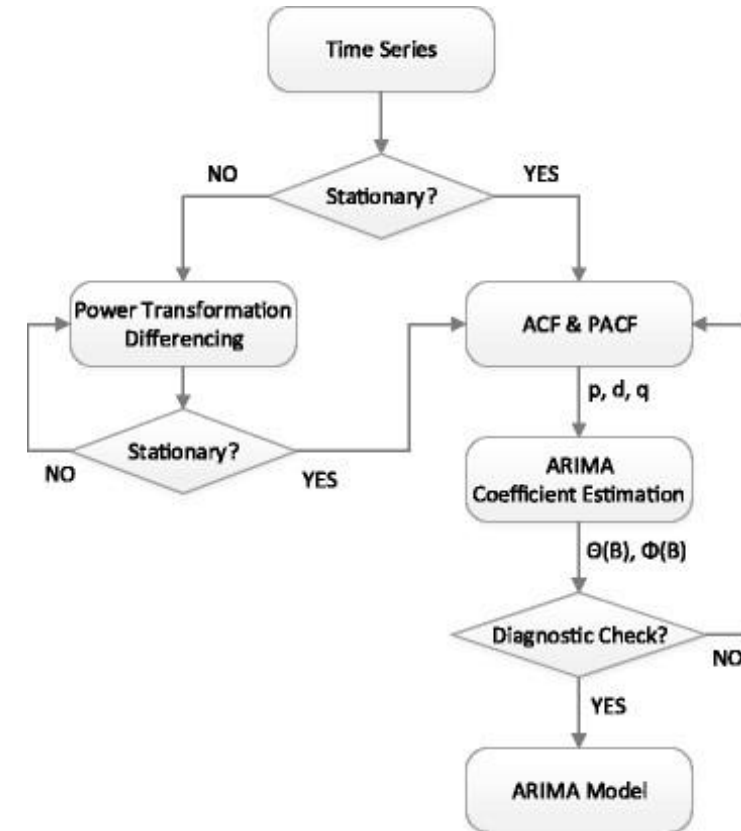 Time Series
NO
YES
Stationary?
Power Transformation
Differencing
ACF & PACF
p, d, q
Stationary?
NO
YES
ARIMA
Coefficient Estimation
Θ(B), Φ(B)
Diagnostic Check?
NO
YES
ARIMA Model